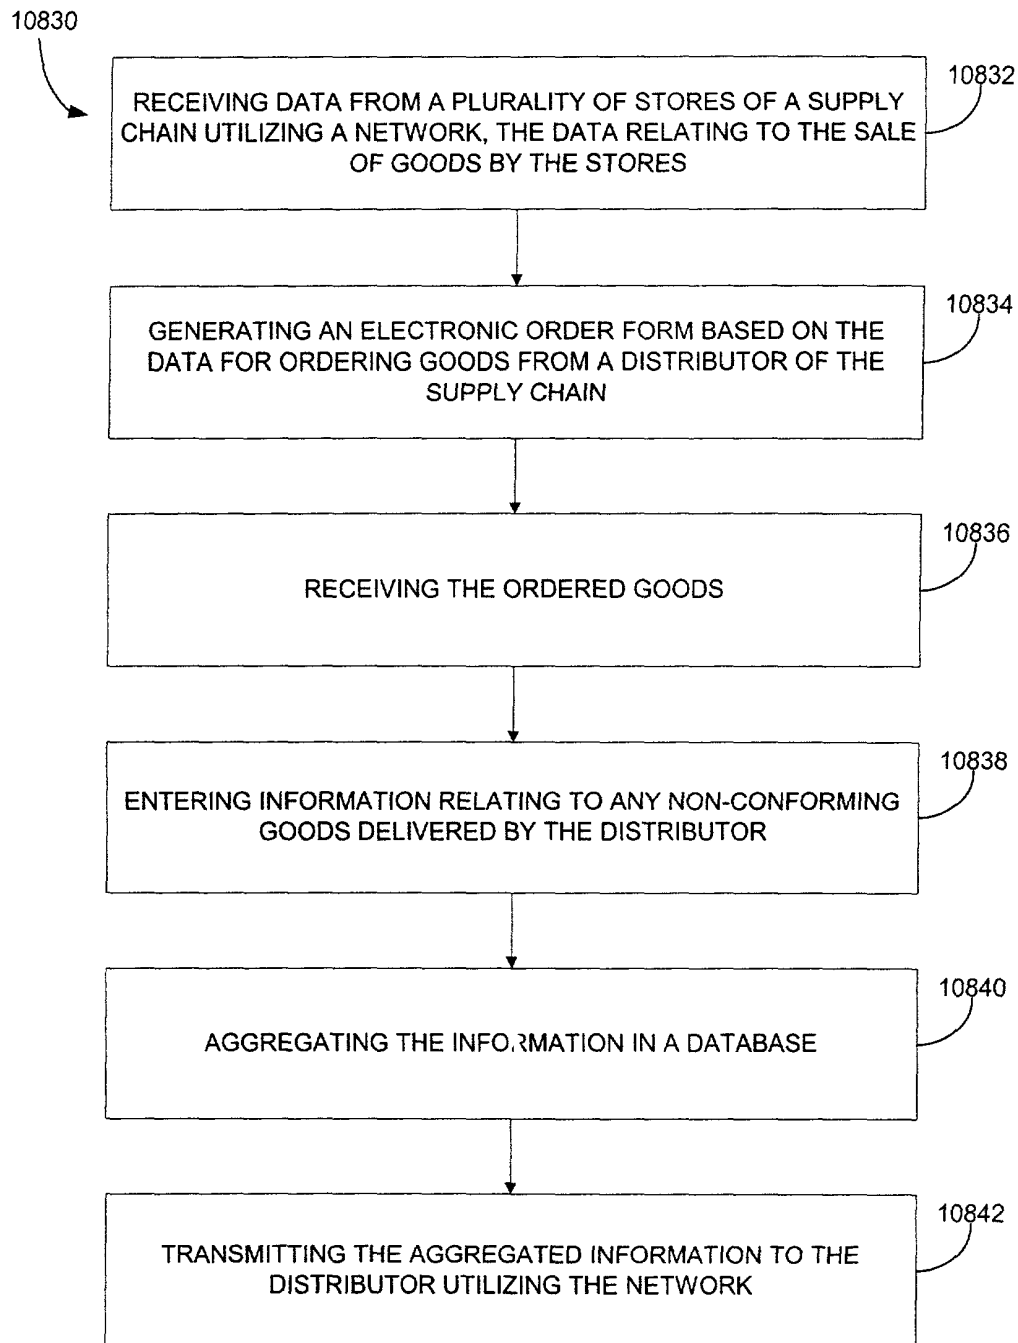 10830
10832
RECEIVING DATA FROM A PLURALITY OF STORES OF A SUPPLY
CHAIN UTILIZING A NETWORK, THE DATA RELATING TO THE SALE
OF GOODS BY THE STORES
10834
GENERATING AN ELECTRONIC ORDER FORM BASED ON THE
DATA FOR ORDERING GOODS FROM A DISTRIBUTOR OF THE
SUPPLY CHAIN
10836
RECEIVING THE ORDERED GOODS
10838
ENTERING INFORMATION RELATING TO ANY NON-CONFORMING
GOODS DELIVERED BY THE DISTRIBUTOR
10840
AGGREGATING THE INFORMATION IN A DATABASE
10842
TRANSMITTING THE AGGREGATED INFORMATION TO THE
DISTRIBUTOR UTILIZING THE NETWORK